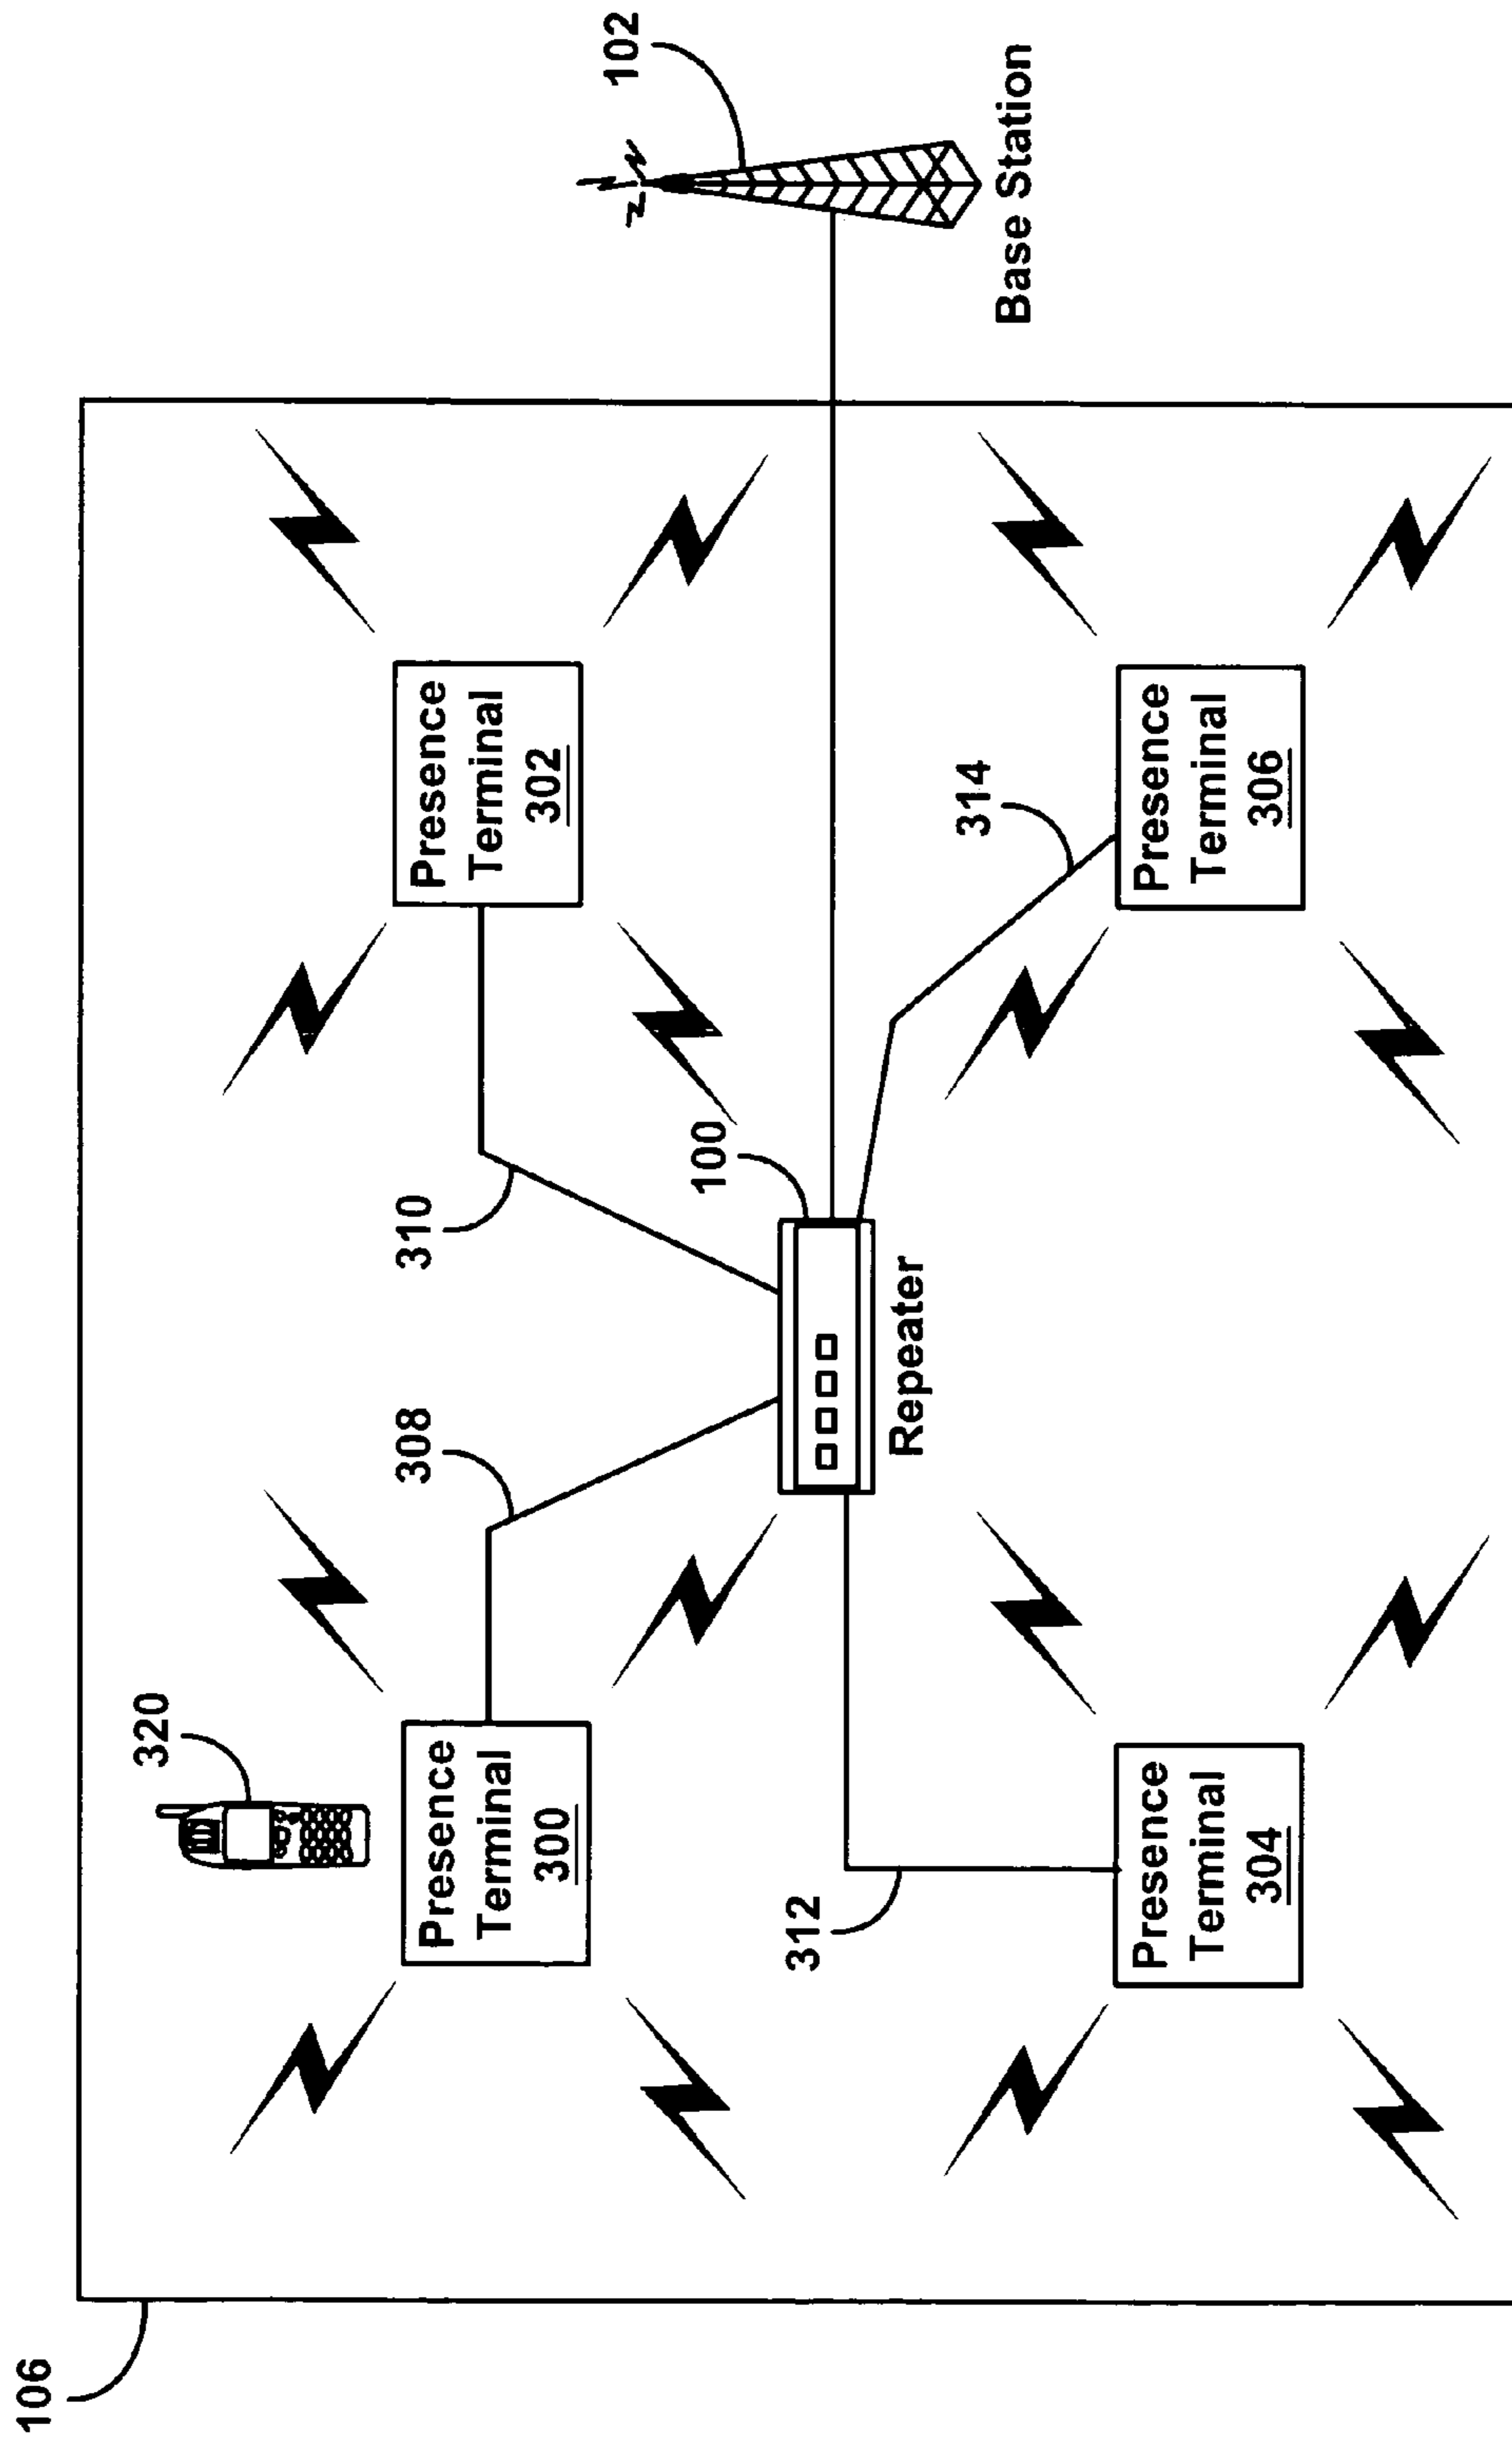 106
320
Presence
Terminal
300
308
310
Presence
Terminal
302
102
Base Station
100
Repeater
312
Presence
Terminal
304
314
Presence
Terminal
306